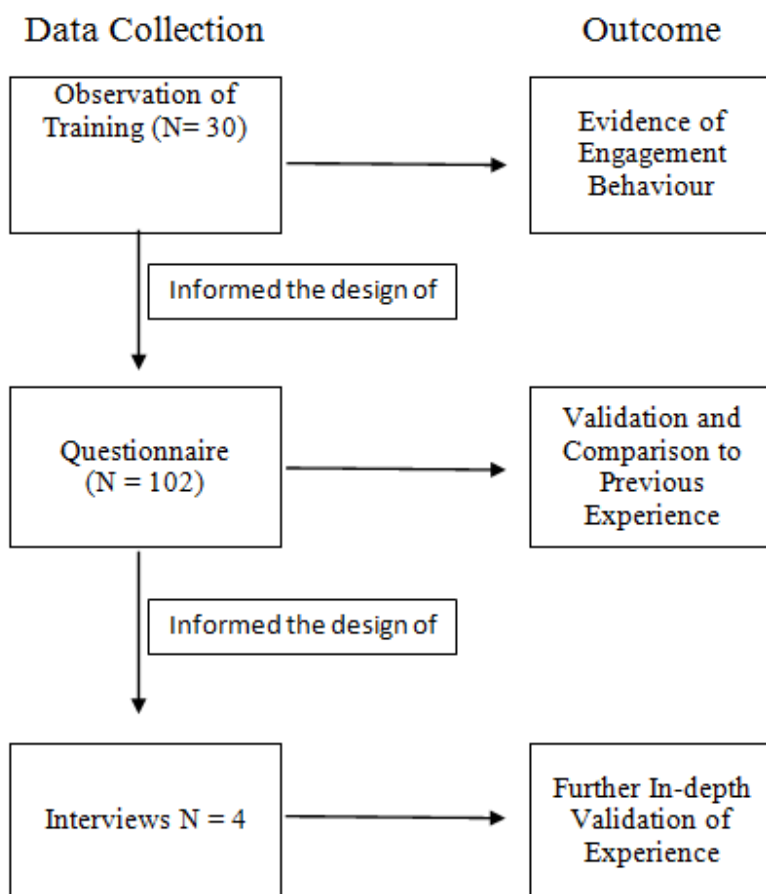 Data Collection
Outcome
Observation of
Training (N= 30)
Evidence of
Engagement
Behaviour
Informed the design of
Questionnaire
(N = 102)
Validation and
Comparison to
Previous
Experience
Informed the design of
Interviews N = 4
Further In-depth
Validation of
Experience